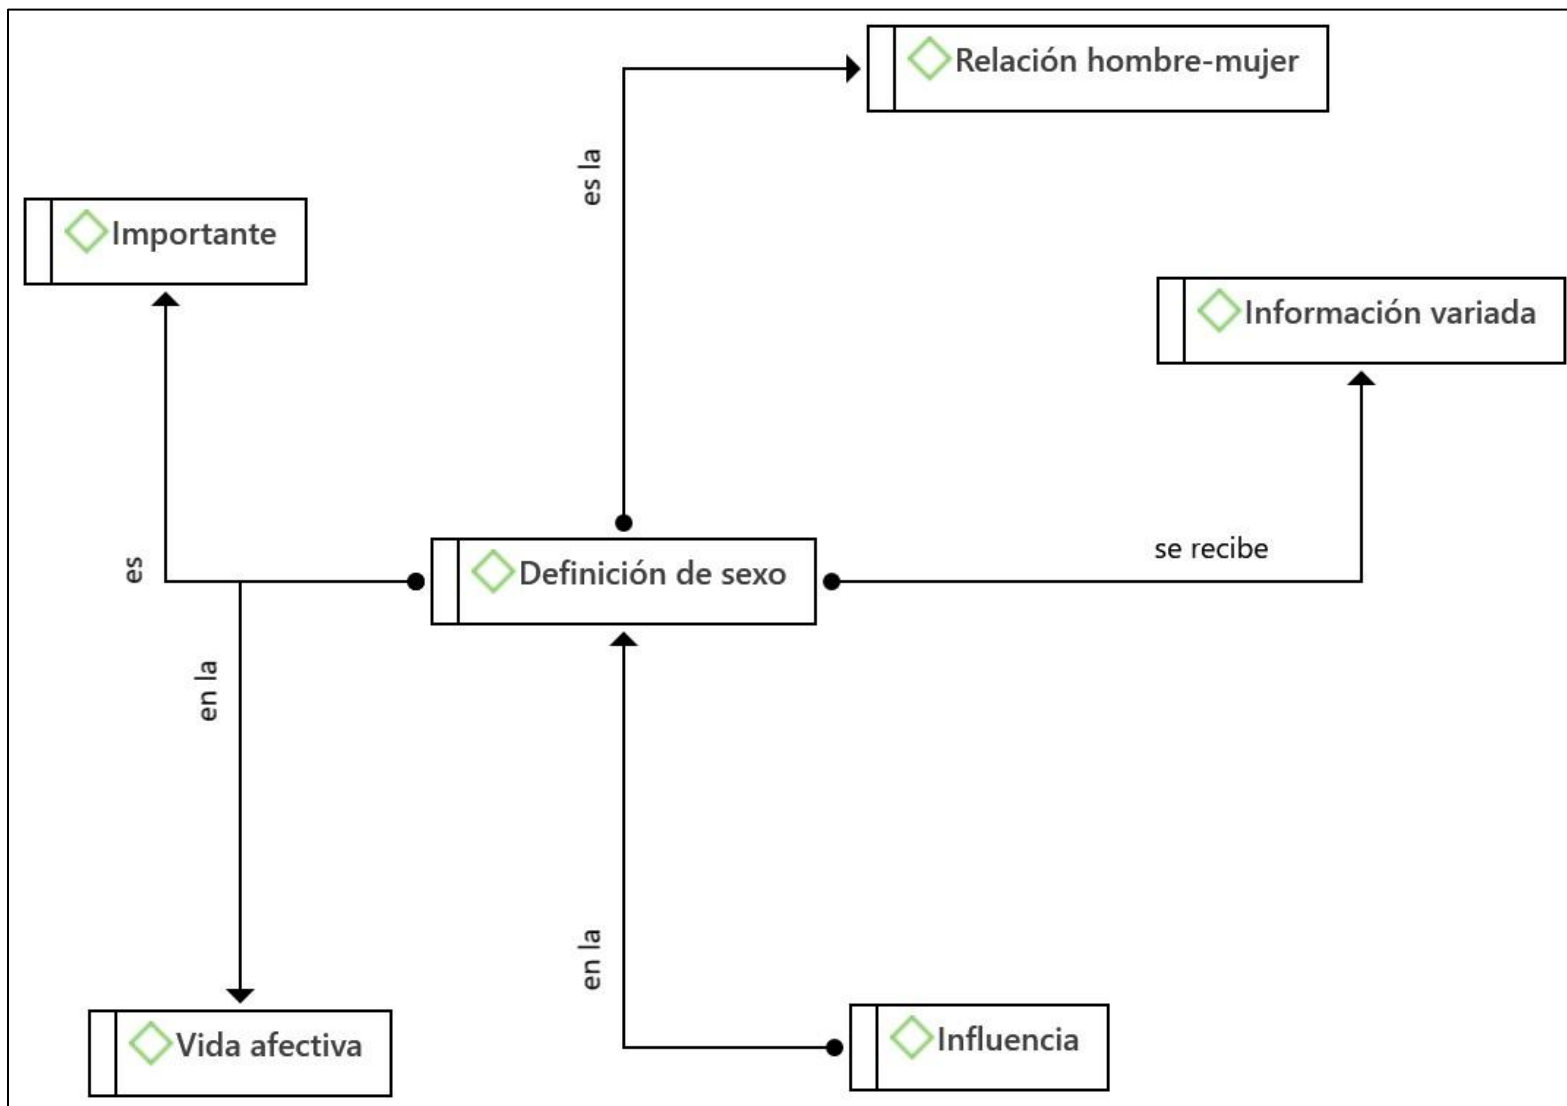 Relación hombre-mujer
es la
Importante
Información variada
se recibe
es
Definición de sexo
en la
en la
Vida afectiva
Influencia